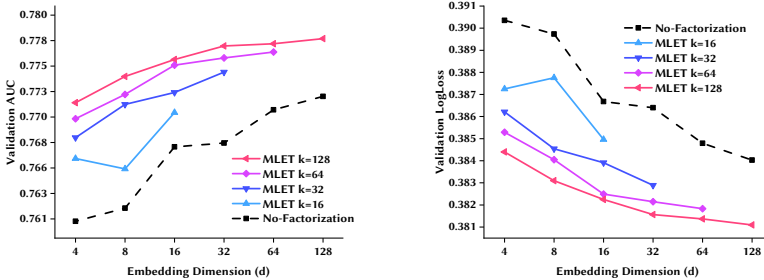 0.780
0.778
0.775
0.773
0.770
0.768
0.766
0.763
0.761
Validation AUC
MLET k=128
MLET k=64
MLET k=32
MLET k=16
No-Factorization
4 8 16 32 64 128
Embedding Dimension (d)
0.391
0.390
0.389
0.388
0.387
0.385
0.384
0.383
0.382
0.381
Validation LogLoss
No-Factorization
MLET k=16
MLET k=32
MLET k=64
MLET k=128
4 8 16 32 64 128
Embedding Dimension (d)